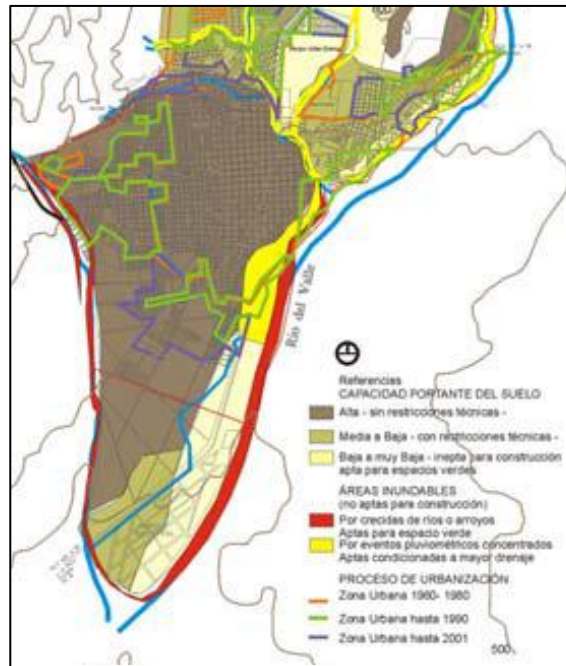 Río del Valle
Referencias
CAPACIDAD PORTANTE DEL SUELO
Alta - sin restricciones técnicas -
Media a Baja - con restricciones técnicas -
Baja a muy Baja - inepta para construcción
apta para espacios verdes
ÁREAS INUNDABLES
(no aptas para construcción)
Por crecidas de ríos o arroyos
Aptas para espacio verde
Por eventos pluviométricos concentrados
Aptas condicionadas a mayor drenaje
PROCESO DE URBANIZACIÓN
Zona Urbana 1960- 1980
Zona Urbana hasta 1990
Zona Urbana hasta 2001
500